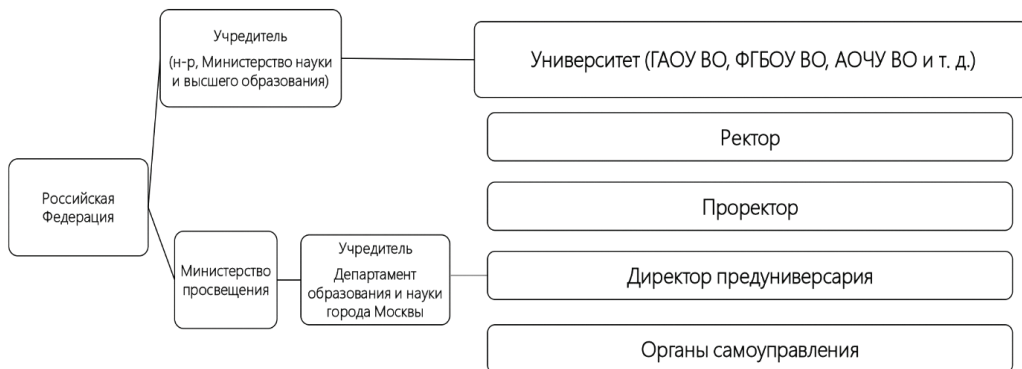 Учредитель
(н-р, Министерство науки
и высшего образования)
Университет (ГАОУ ВО, ФГБОУ ВО, АОЧУ ВО и т. д.)
Ректор
Российская
Федерация
Проректор
Министерство
просвещения
Учредитель
Департамент
образования и науки
города Москвы
Директор предуниверсария
Органы самоуправления